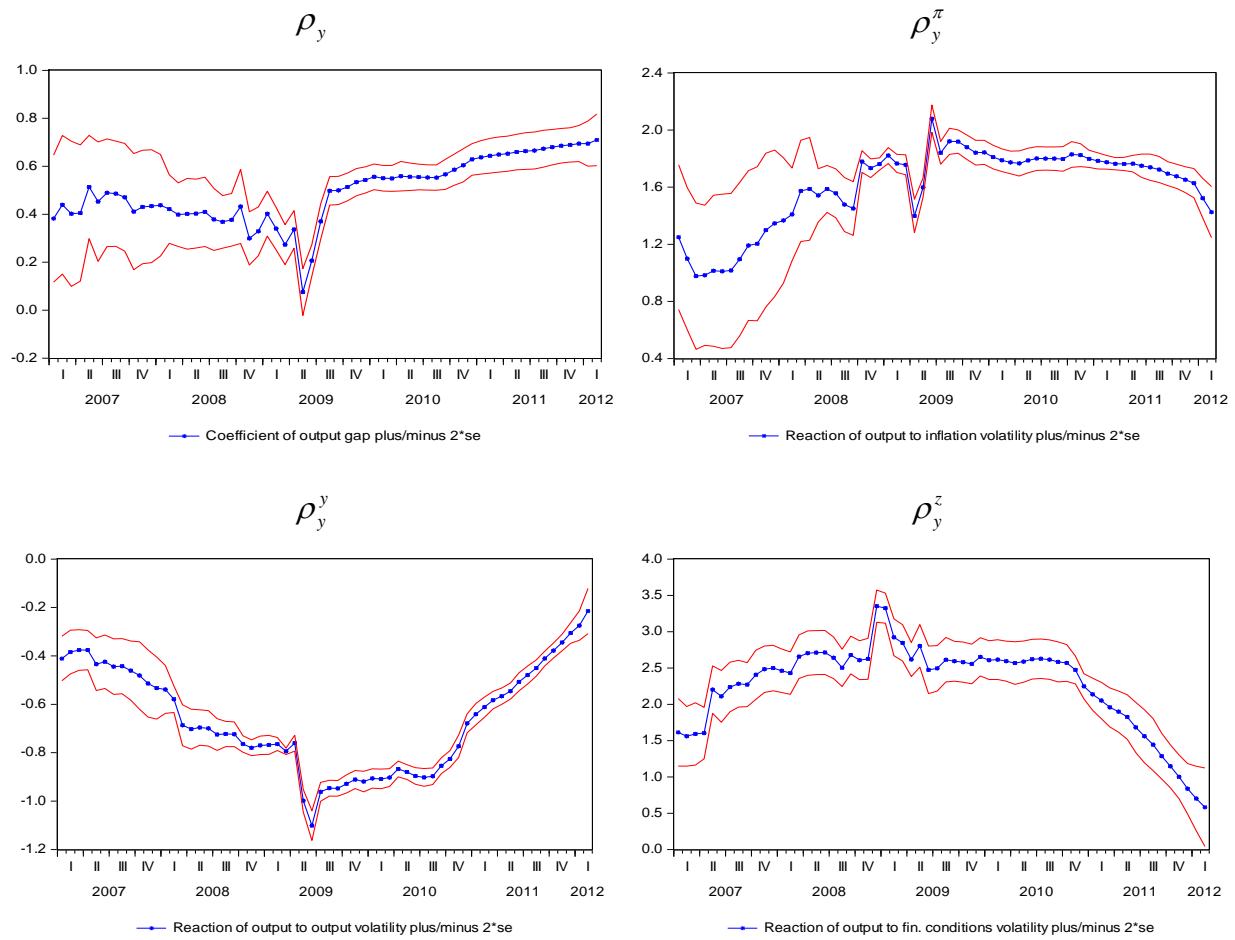 ρ_y
1.0
0.8
0.6
0.4
0.2
0.0
-0.2
I II III IV I II III IV I II III IV I II III IV I II III IV I
2007 2008 2009 2010 2011 2012
Coefficient of output gap plus/minus 2*se
ρ_y^π
2.4
2.0
1.6
1.2
0.8
0.4
I II III IV I II III IV I II III IV I II III IV I II III IV I
2007 2008 2009 2010 2011 2012
Reaction of output to inflation volatility plus/minus 2*se
ρ_y^y
0.0
-0.2
-0.4
-0.6
-0.8
-1.0
-1.2
I II III IV I II III IV I II III IV I II III IV I II III IV I
2007 2008 2009 2010 2011 2012
Reaction of output to output volatility plus/minus 2*se
ρ_y^z
4.0
3.5
3.0
2.5
2.0
1.5
1.0
0.5
0.0
I II III IV I II III IV I II III IV I II III IV I II III IV I
2007 2008 2009 2010 2011 2012
Reaction of output to fin. conditions volatility plus/minus 2*se